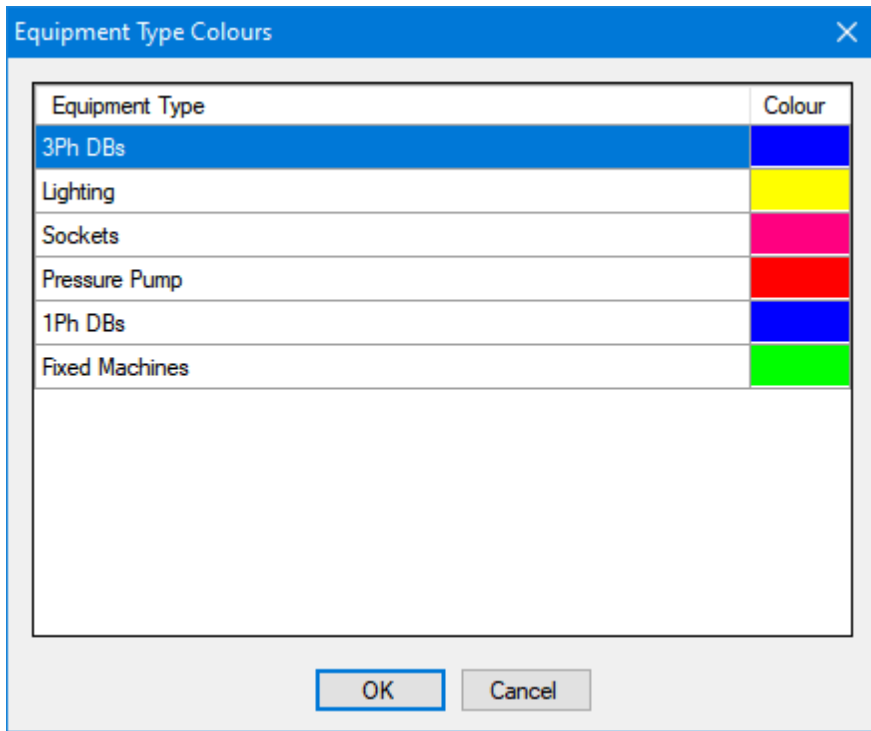 Equipment Type Colours
Equipment Type Colour
3Ph DBs
Lighting
Sockets
Pressure Pump
1Ph DBs
Fixed Machines
OK Cancel